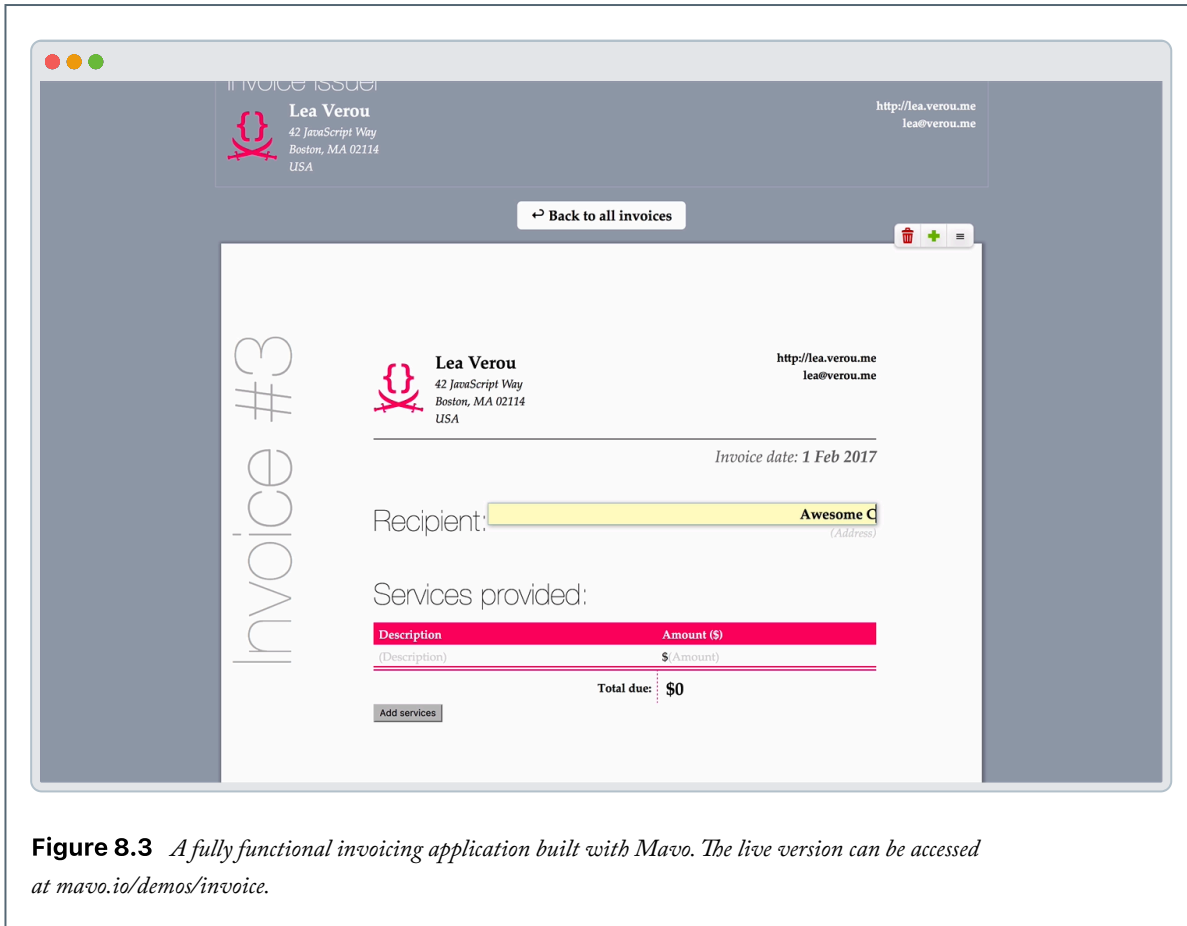 Invoice issuer
Lea Verou
42 JavaScript Way
Boston, MA 02114
USA
http://lea.verou.me
lea@verou.me
↩ Back to all invoices
Invoice #3
Lea Verou
42 JavaScript Way
Boston, MA 02114
USA
http://lea.verou.me
lea@verou.me
Invoice date: 1 Feb 2017
Recipient: Awesome C
(Address)
Services provided:
Description Amount ($)
(Description) $(Amount)
Total due: $0
Add services
Figure 8.3 A fully functional invoicing application built with Mavo. The live version can be accessed
at mavo.io/demos/invoice.